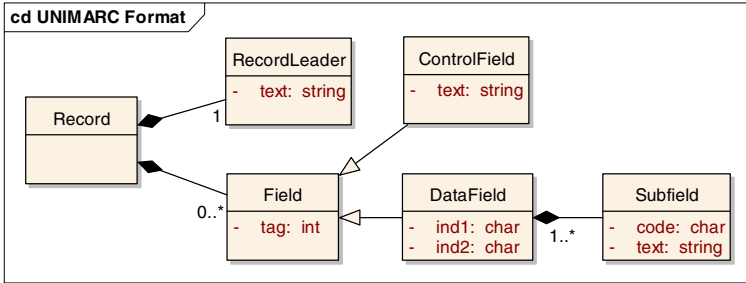 cd UNIMARC Format
RecordLeader
- text: string
ControlField
- text: string
Record
1
0..*
Field
- tag: int
DataField
- ind1: char
- ind2: char
1..*
Subfield
- code: char
- text: string